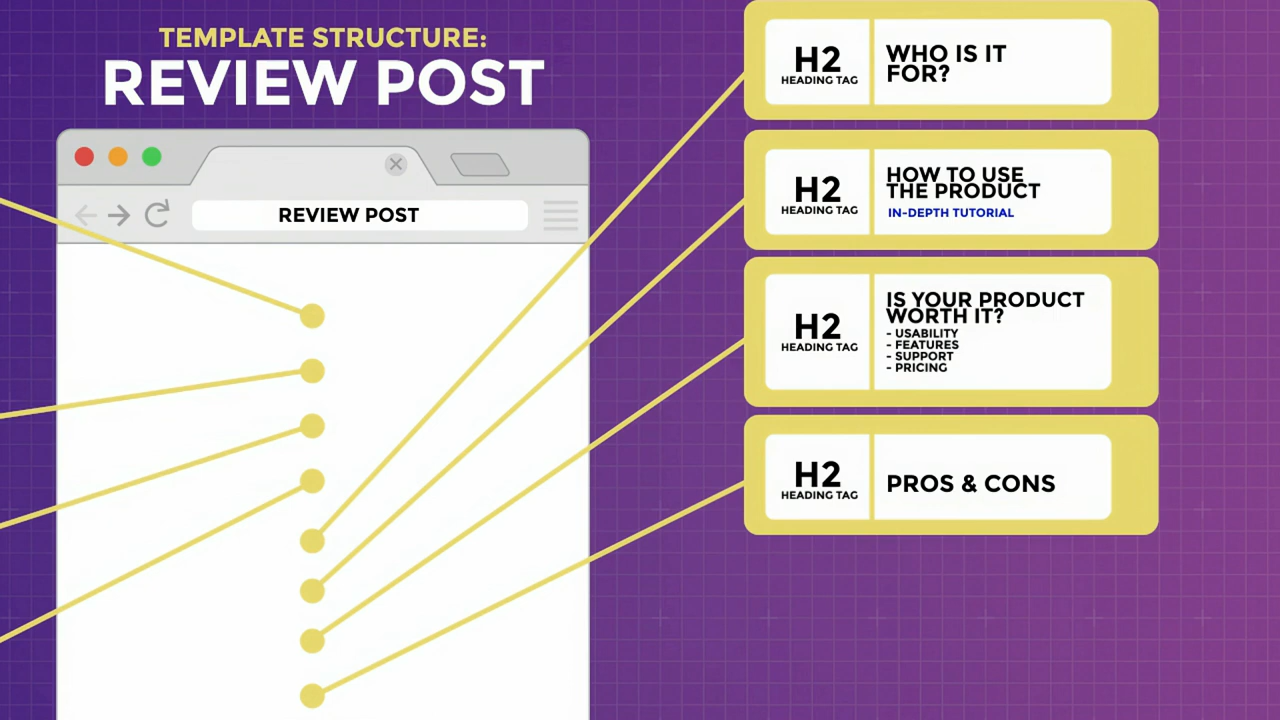 TEMPLATE STRUCTURE:
REVIEW POST
REVIEW POST
H2
HEADING TAG
WHO IS IT
FOR?
H2
HEADING TAG
HOW TO USE
THE PRODUCT
IN-DEPTH TUTORIAL
H2
HEADING TAG
IS YOUR PRODUCT
WORTH IT?
- USABILITY
- FEATURES
- SUPPORT
- PRICING
H2
HEADING TAG
PROS & CONS